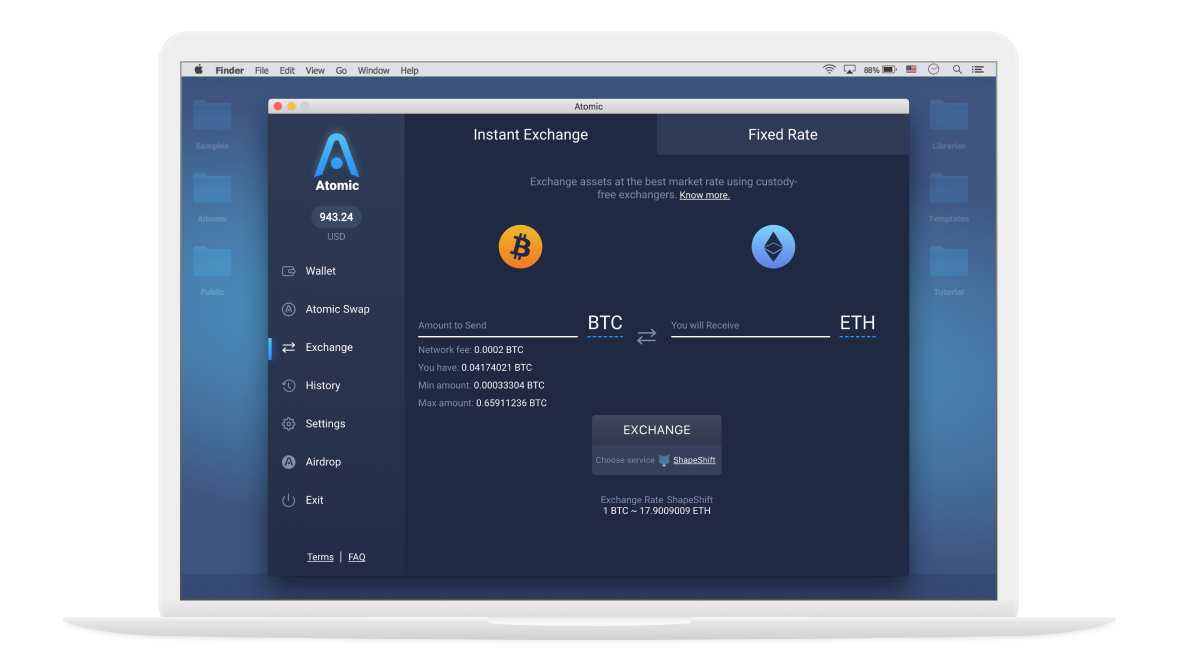 Finder File Edit View Go Window Help
88%
Atomic
Samples
Albums
Public
Libraries
Templates
Tutorial
Atomic
943.24
USD
Wallet
Atomic Swap
Exchange
History
Settings
Airdrop
Exit
Terms | FAQ
Instant Exchange
Fixed Rate
Exchange assets at the best market rate using custody-
free exchangers. Know more.
Amount to Send
BTC
You will Receive
ETH
Network fee: 0.0002 BTC
You have: 0.04174021 BTC
Min amount: 0.00033304 BTC
Max amount: 0.65911236 BTC
EXCHANGE
Choose service ShapeShift
Exchange Rate ShapeShift
1 BTC ~ 17.9009009 ETH